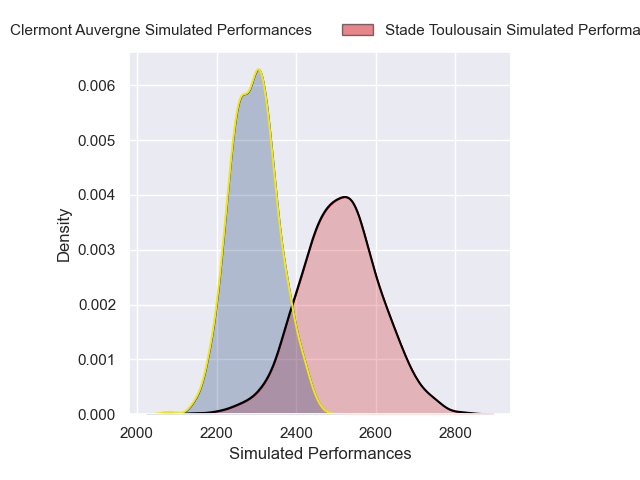 Clermont Auvergne Simulated Performances Stade Toulousain Simulated Performa
0.006
0.005
0.004
0.003
0.002
0.001
0.000
Density
2000 2200 2400 2600 2800
Simulated Performances